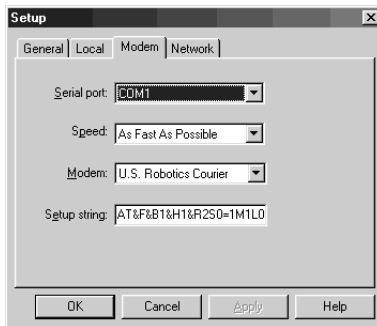 Setup
General Local Modem Network
Serial port: COM1
Speed: As Fast As Possible
Modem: U.S. Robotics Courier
Setup string: AT&F&B1&H1&R2S0=1M1L0
OK Cancel Apply Help